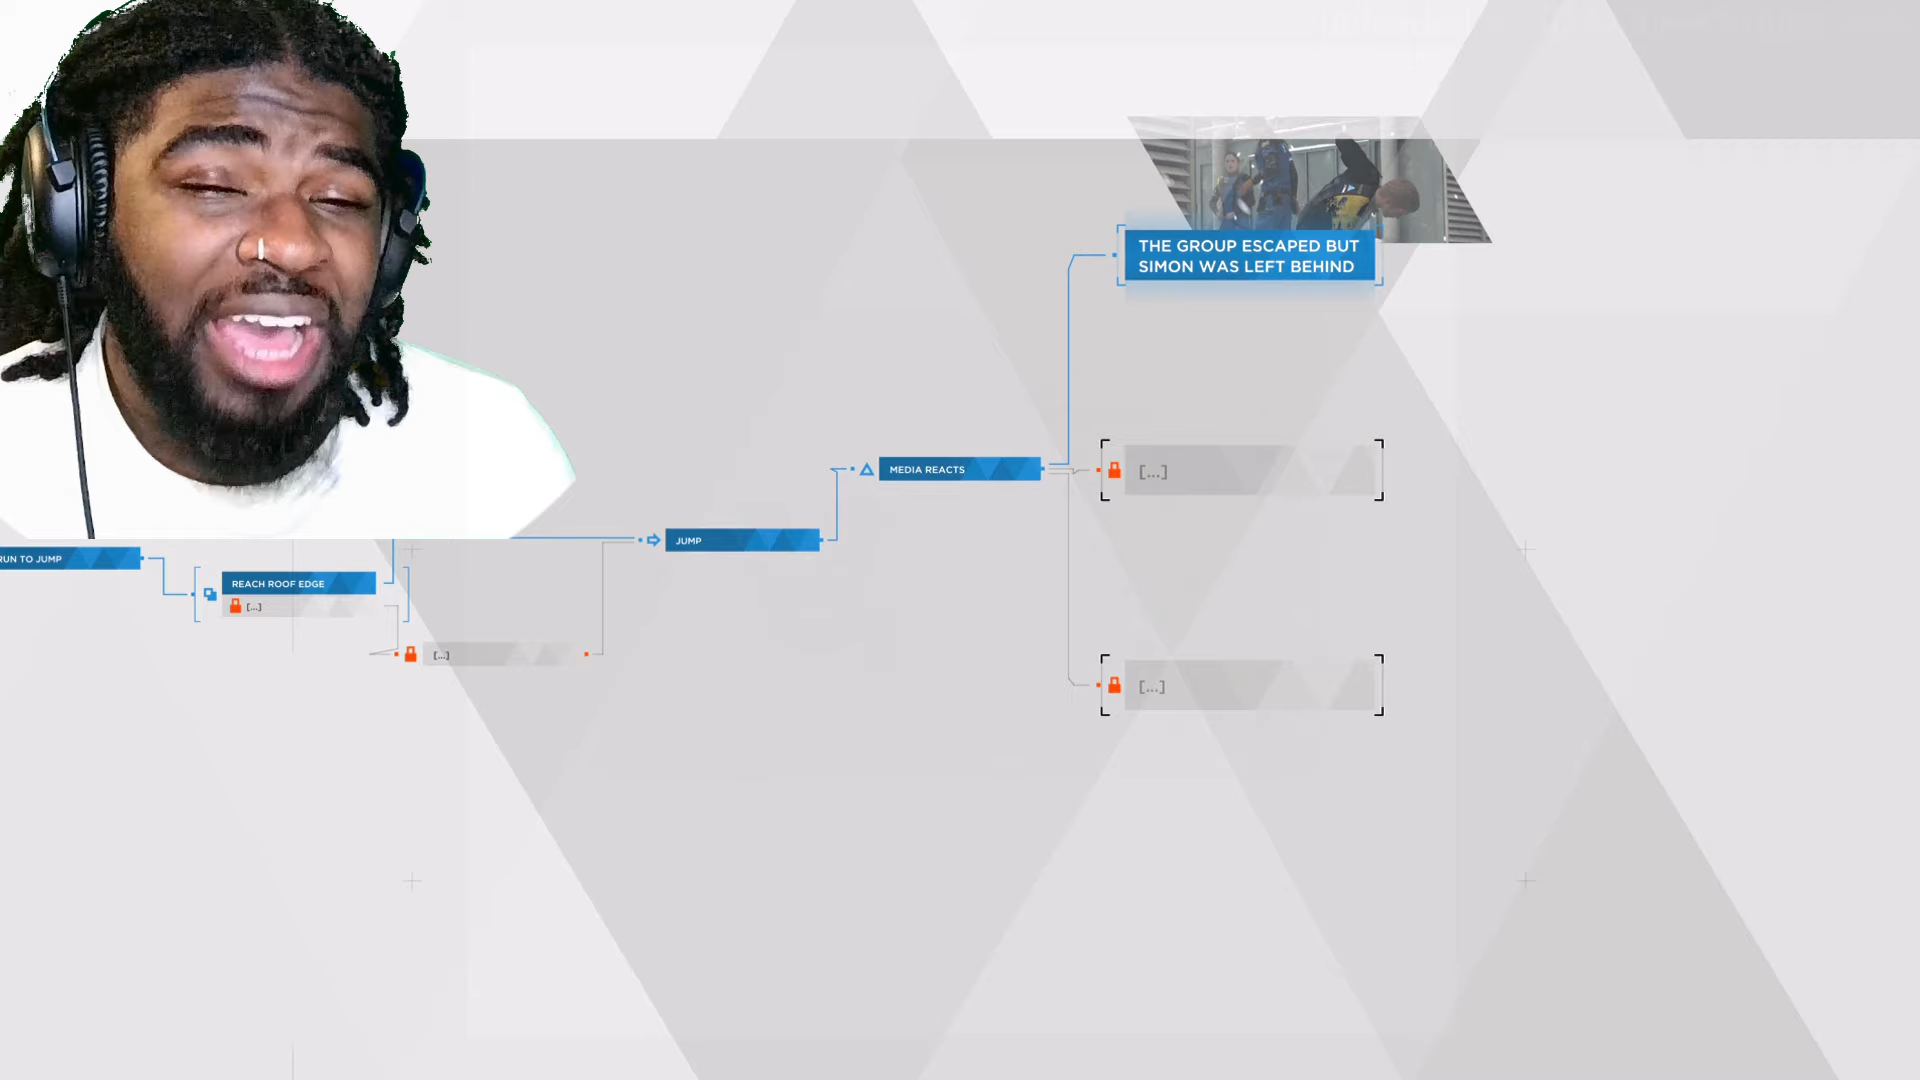 THE GROUP ESCAPED BUT
SIMON WAS LEFT BEHIND
MEDIA REACTS
[...]
JUMP
RUN TO JUMP
REACH ROOF EDGE
[...]
[...]
[...]